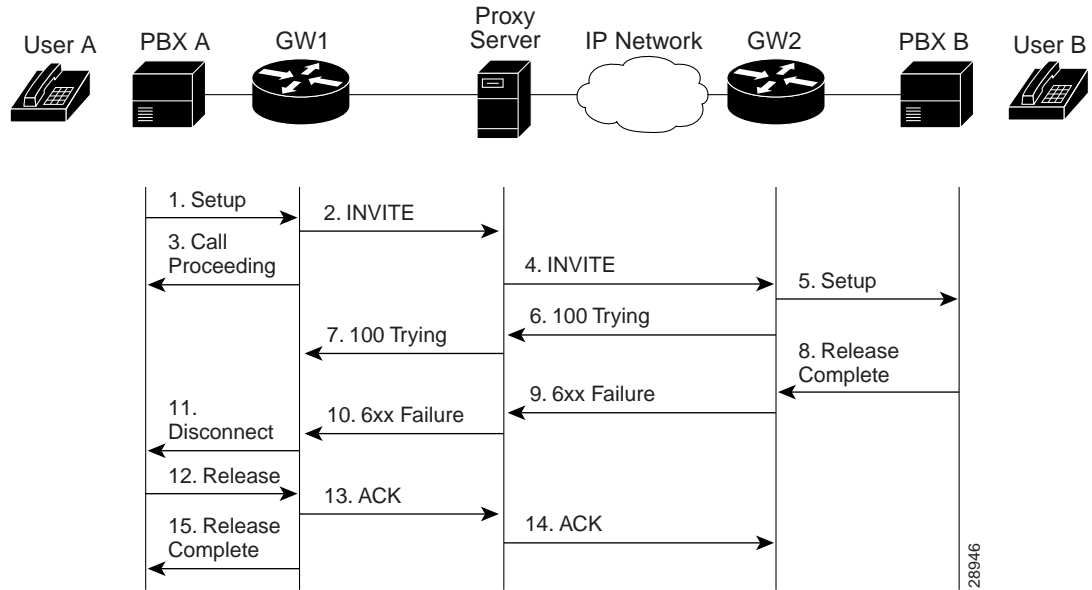 User A
PBX A
GW1
Proxy
Server
IP Network
GW2
PBX B
User B
1. Setup
2. INVITE
3. Call
Proceeding
4. INVITE
5. Setup
6. 100 Trying
7. 100 Trying
8. Release
Complete
9. 6xx Failure
10. 6xx Failure
11.
Disconnect
12. Release
13. ACK
14. ACK
15. Release
Complete
28946